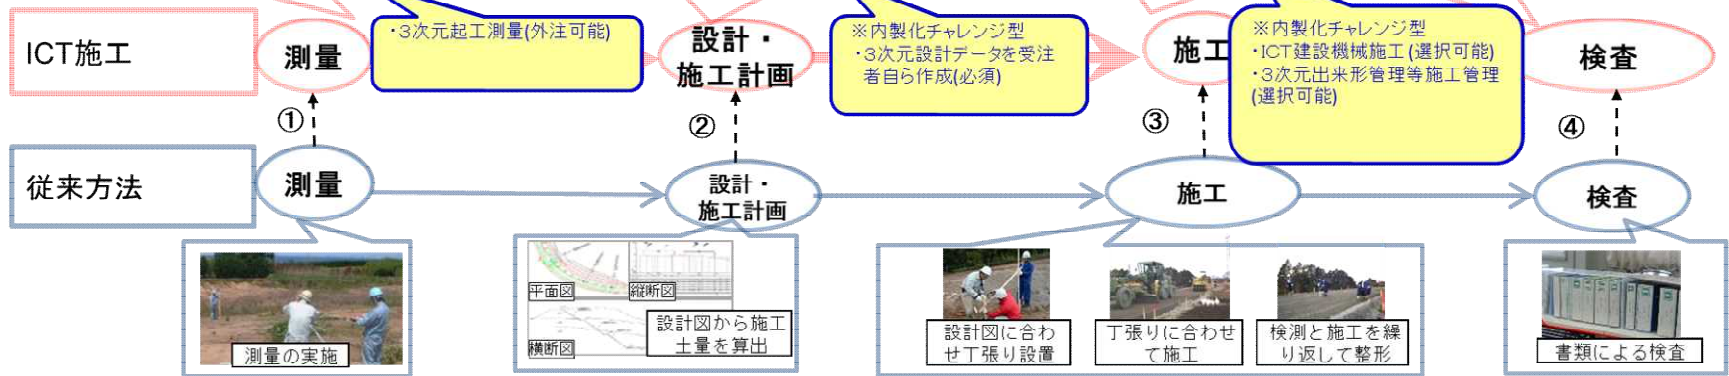 ICT施工
測量
・3次元起工測量(外注可能)
設計・
施工計画
※内製化チャレンジ型
・3次元設計データを受注
者自ら作成(必須)
施工
※内製化チャレンジ型
・ICT建設機械施工(選択可能)
・3次元出来形管理等施工管理
(選択可能)
検査
①
②
③
④
従来方法
測量
設計・
施工計画
施工
検査
測量の実施
平面図
縦断図
横断図
設計図から施工
土量を算出
設計図に合わ
せ丁張り設置
丁張りに合わせ
て施工
検測と施工を繰
り返して整形
書類による検査